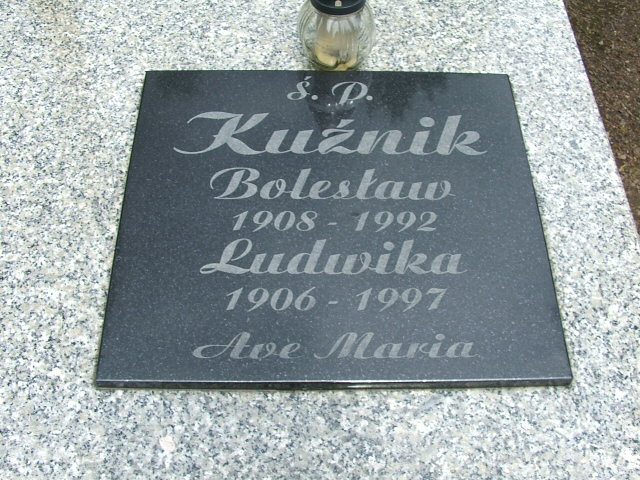 ś. P.
Kuźnik
Bolesław
1908 - 1992
Ludwika
1906 - 1997
Ave Maria